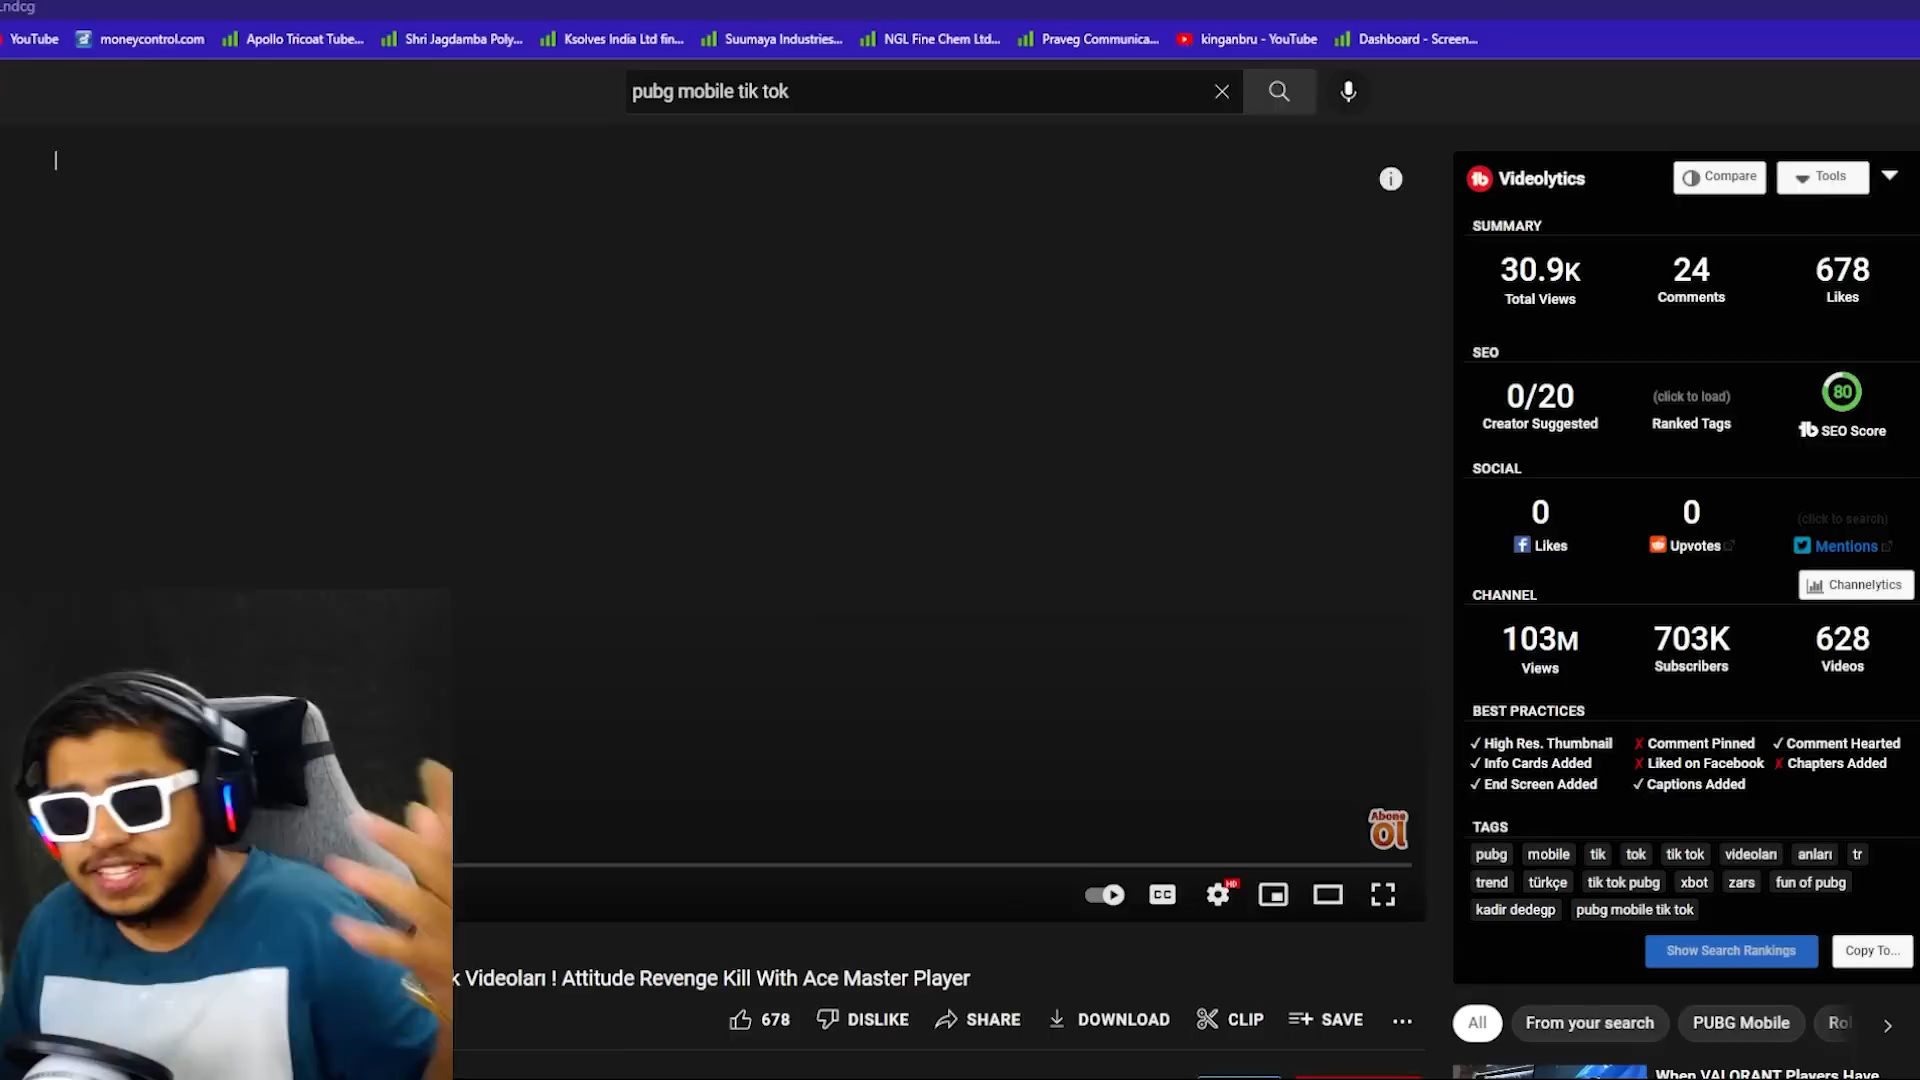 YouTube moneycontrol.com Apollo Tricoat Tube... Shri Jagdamba Poly... Ksolves India Ltd fin... Suumaya Industries... NGL Fine Chem Ltd... Praveg Communica... kinganbru - YouTube Dashboard - Screen...
pubg mobile tik tok
Videolytics Compare Tools
SUMMARY
30.9K 24 678
Total Views Comments Likes
SEO
0/20 (click to load) 80
Creator Suggested Ranked Tags SEO Score
SOCIAL
0 0 (click to search)
Likes Upvotes Mentions
Channelytics
CHANNEL
103M 703K 628
Views Subscribers Videos
BEST PRACTICES
✓ High Res. Thumbnail ✗ Comment Pinned ✓ Comment Hearted
✓ Info Cards Added ✗ Liked on Facebook ✗ Chapters Added
✓ End Screen Added ✓ Captions Added
Abone
Ol
TAGS
pubg mobile tik tok tik tok videoları anları tr
trend türkçe tik tok pubg xbot zars fun of pubg
CC HD
kadir dedegp pubg mobile tik tok
Show Search Rankings Copy To...
k Videoları ! Attitude Revenge Kill With Ace Master Player
678 DISLIKE SHARE DOWNLOAD CLIP SAVE ...
All From your search PUBG Mobile Rol
When VALORANT Players Have